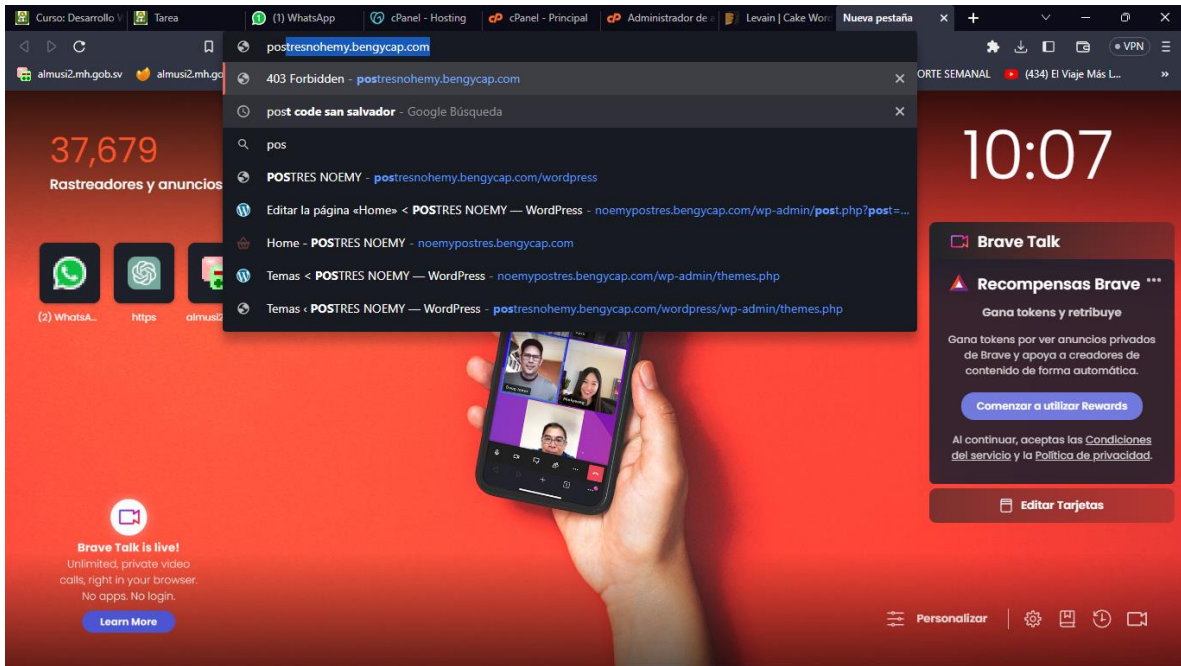 Curso: Desarrollo V
Tarea
(1) WhatsApp
cPanel - Hosting
cPanel - Principal
Administrador de a
Levain | Cake Word
Nueva pestaña
VPN
postresnohemy.bengycap.com
almusi2.mh.gob.sv
almusi2.mh.go
ORTE SEMANAL
(434) El Viaje Más L...
403 Forbidden - postresnohemy.bengycap.com
post code san salvador - Google Búsqueda
pos
POSTRES NOEMY - postresnohemy.bengycap.com/wordpress
Editar la página «Home» < POSTRES NOEMY — WordPress - noemypostres.bengycap.com/wp-admin/post.php?post=...
Home - POSTRES NOEMY - noemypostres.bengycap.com
Temas < POSTRES NOEMY — WordPress - noemypostres.bengycap.com/wp-admin/themes.php
Temas ‹ POSTRES NOEMY — WordPress - postresnohemy.bengycap.com/wordpress/wp-admin/themes.php
37,679
Rastreadores y anuncios
(2) WhatsA...
https
almusi2
10:07
Brave Talk
Recompensas Brave
Gana tokens y retribuye
Gana tokens por ver anuncios privados
de Brave y apoya a creadores de
contenido de forma automática.
Comenzar a utilizar Rewards
Al continuar, aceptas las Condiciones
del servicio y la Política de privacidad.
Editar Tarjetas
Brave Talk is live!
Unlimited, private video
calls, right in your browser.
No apps. No login.
Learn More
Personalizar